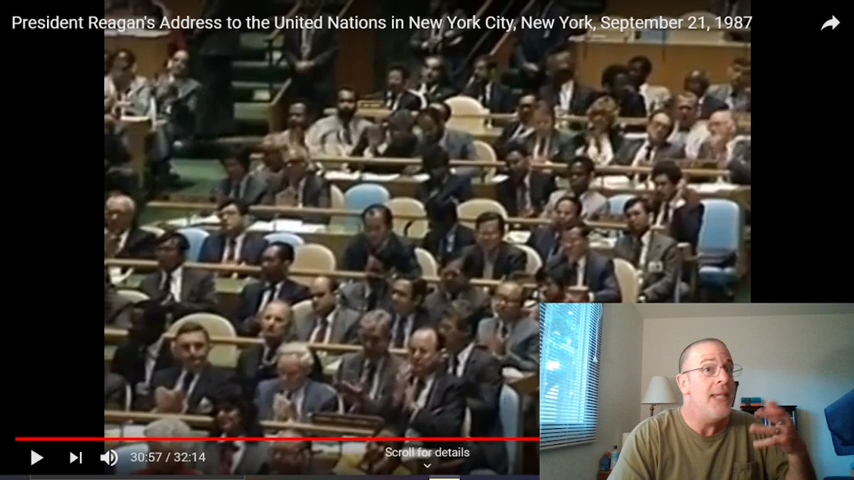 President Reagan's Address to the United Nations in New York City, New York, September 21, 1987
30:57 / 32:14
Scroll for details